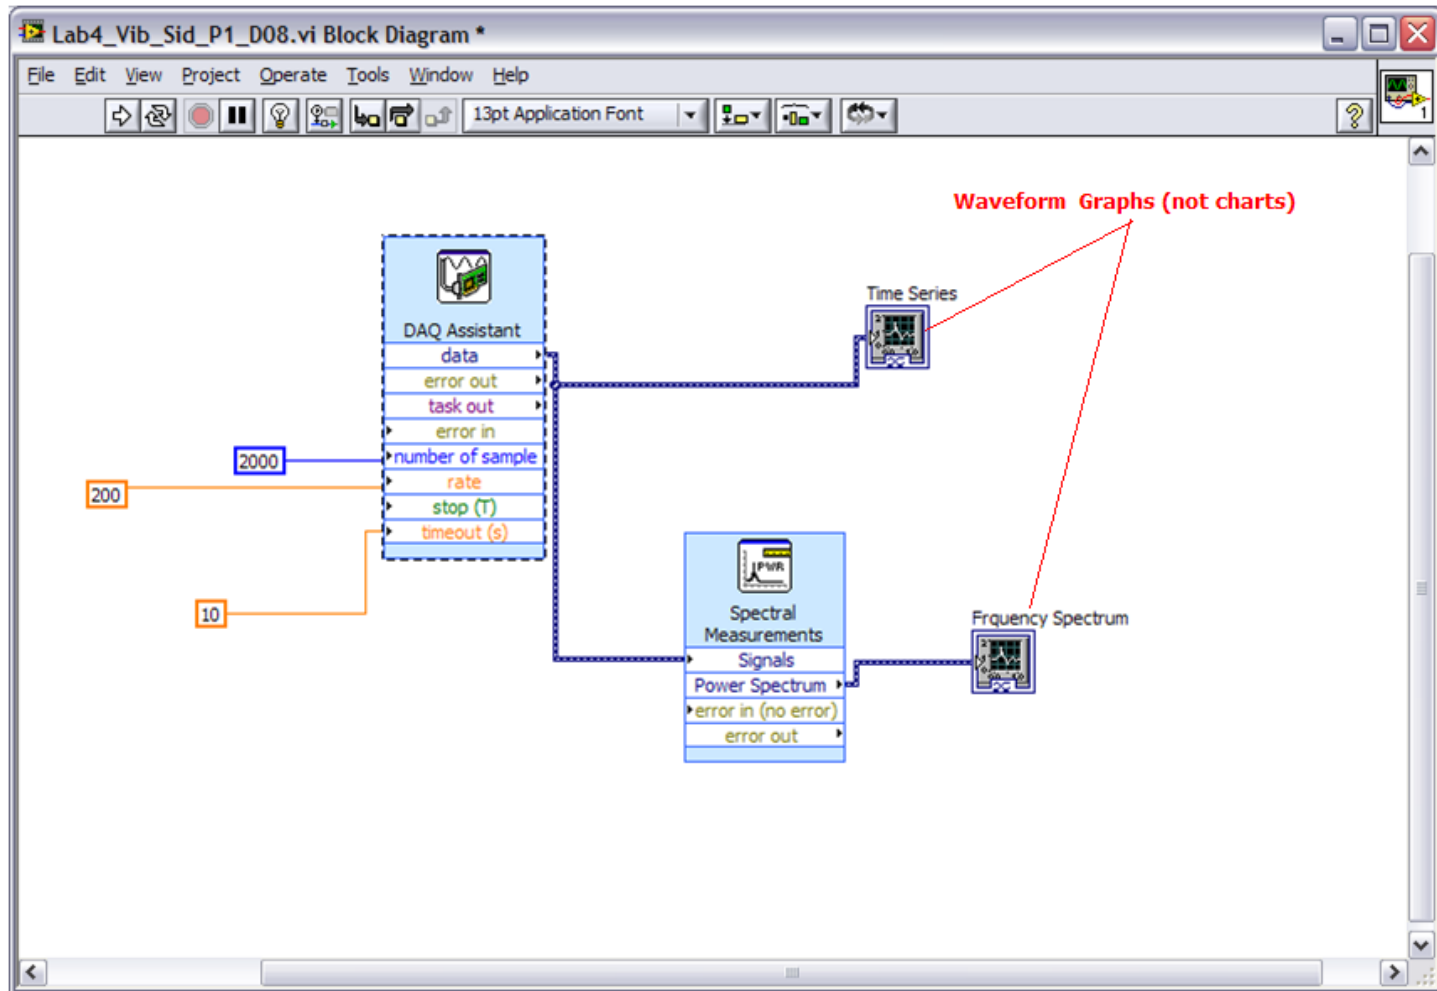 Lab4_Vib_Sid_P1_D08.vi Block Diagram *
File Edit View Project Operate Tools Window Help
13pt Application Font
1
Waveform  Graphs (not charts)
Time Series
DAQ Assistant
data
error out
task out
error in
number of sample
rate
stop (T)
timeout (s)
2000
200
10
PWR
Spectral
Measurements
Signals
Power Spectrum
error in (no error)
error out
Frquency Spectrum